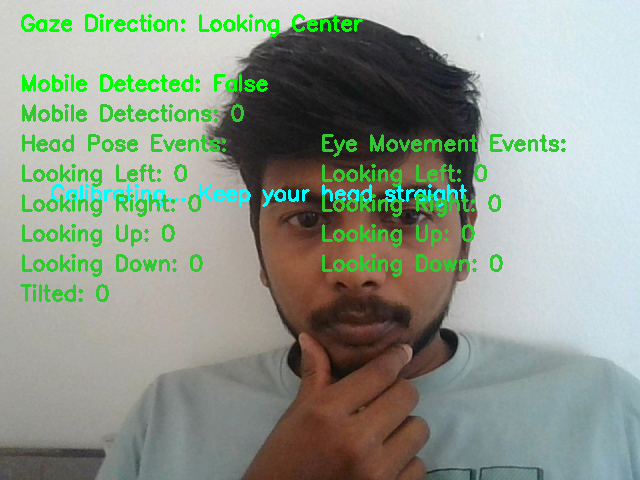 Gaze Direction: Looking Center
Mobile Detected: False
Mobile Detections: 0
Head Pose Events:
Looking Left: 0
Calibrating... Keep your head straight
Looking Right: 0
Looking Up: 0
Looking Down: 0
Tilted: 0
Eye Movement Events:
Looking Left: 0
Looking Right: 0
Looking Up: 0
Looking Down: 0